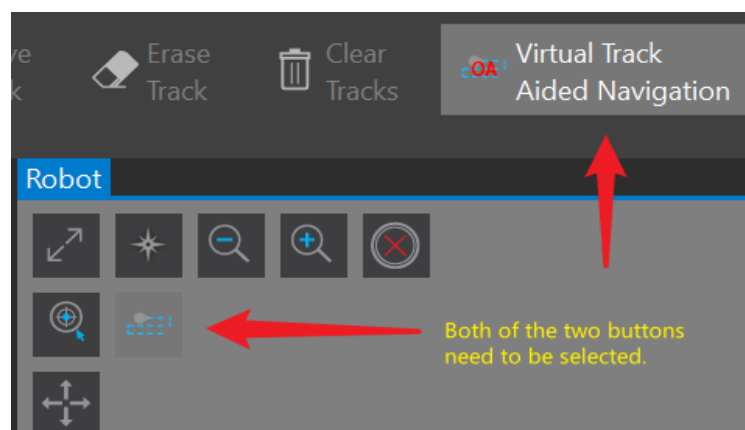 Erase
Track
Clear
Tracks
OA
Virtual Track
Aided Navigation
Robot
Both of the two buttons
need to be selected.